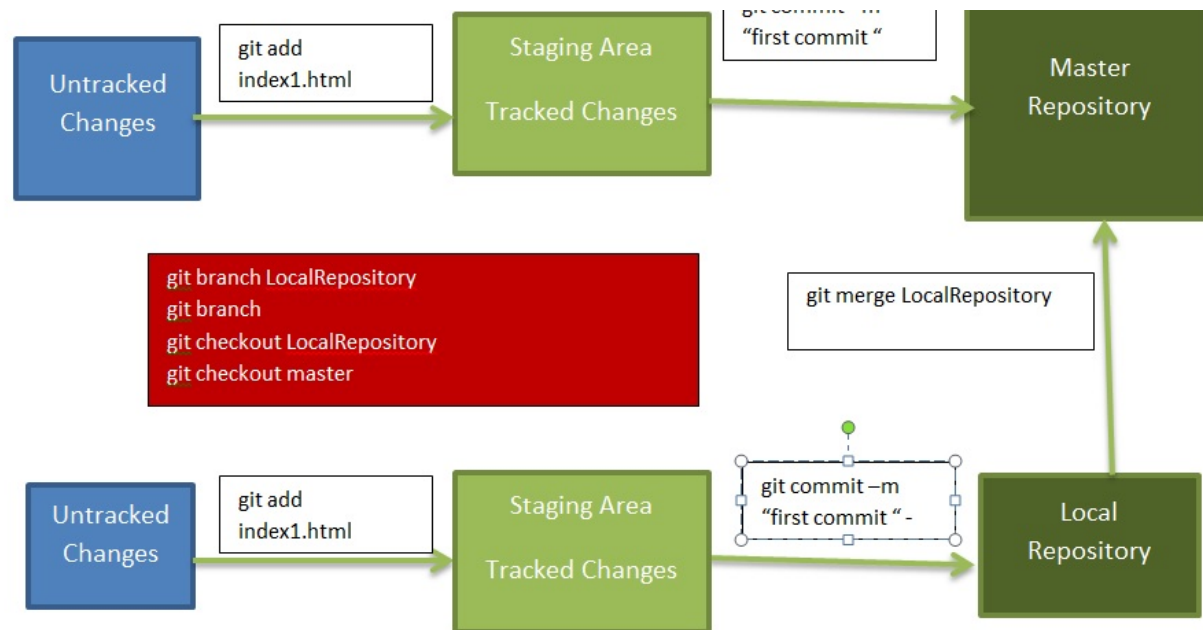 git commit –m
“first commit “
git add
index1.html
Staging Area
Tracked Changes
Untracked
Changes
Master
Repository
git branch LocalRepository
git branch
git checkout LocalRepository
git checkout master
git merge LocalRepository
Untracked
Changes
git add
index1.html
Staging Area
Tracked Changes
git commit –m
“first commit “ -
Local
Repository